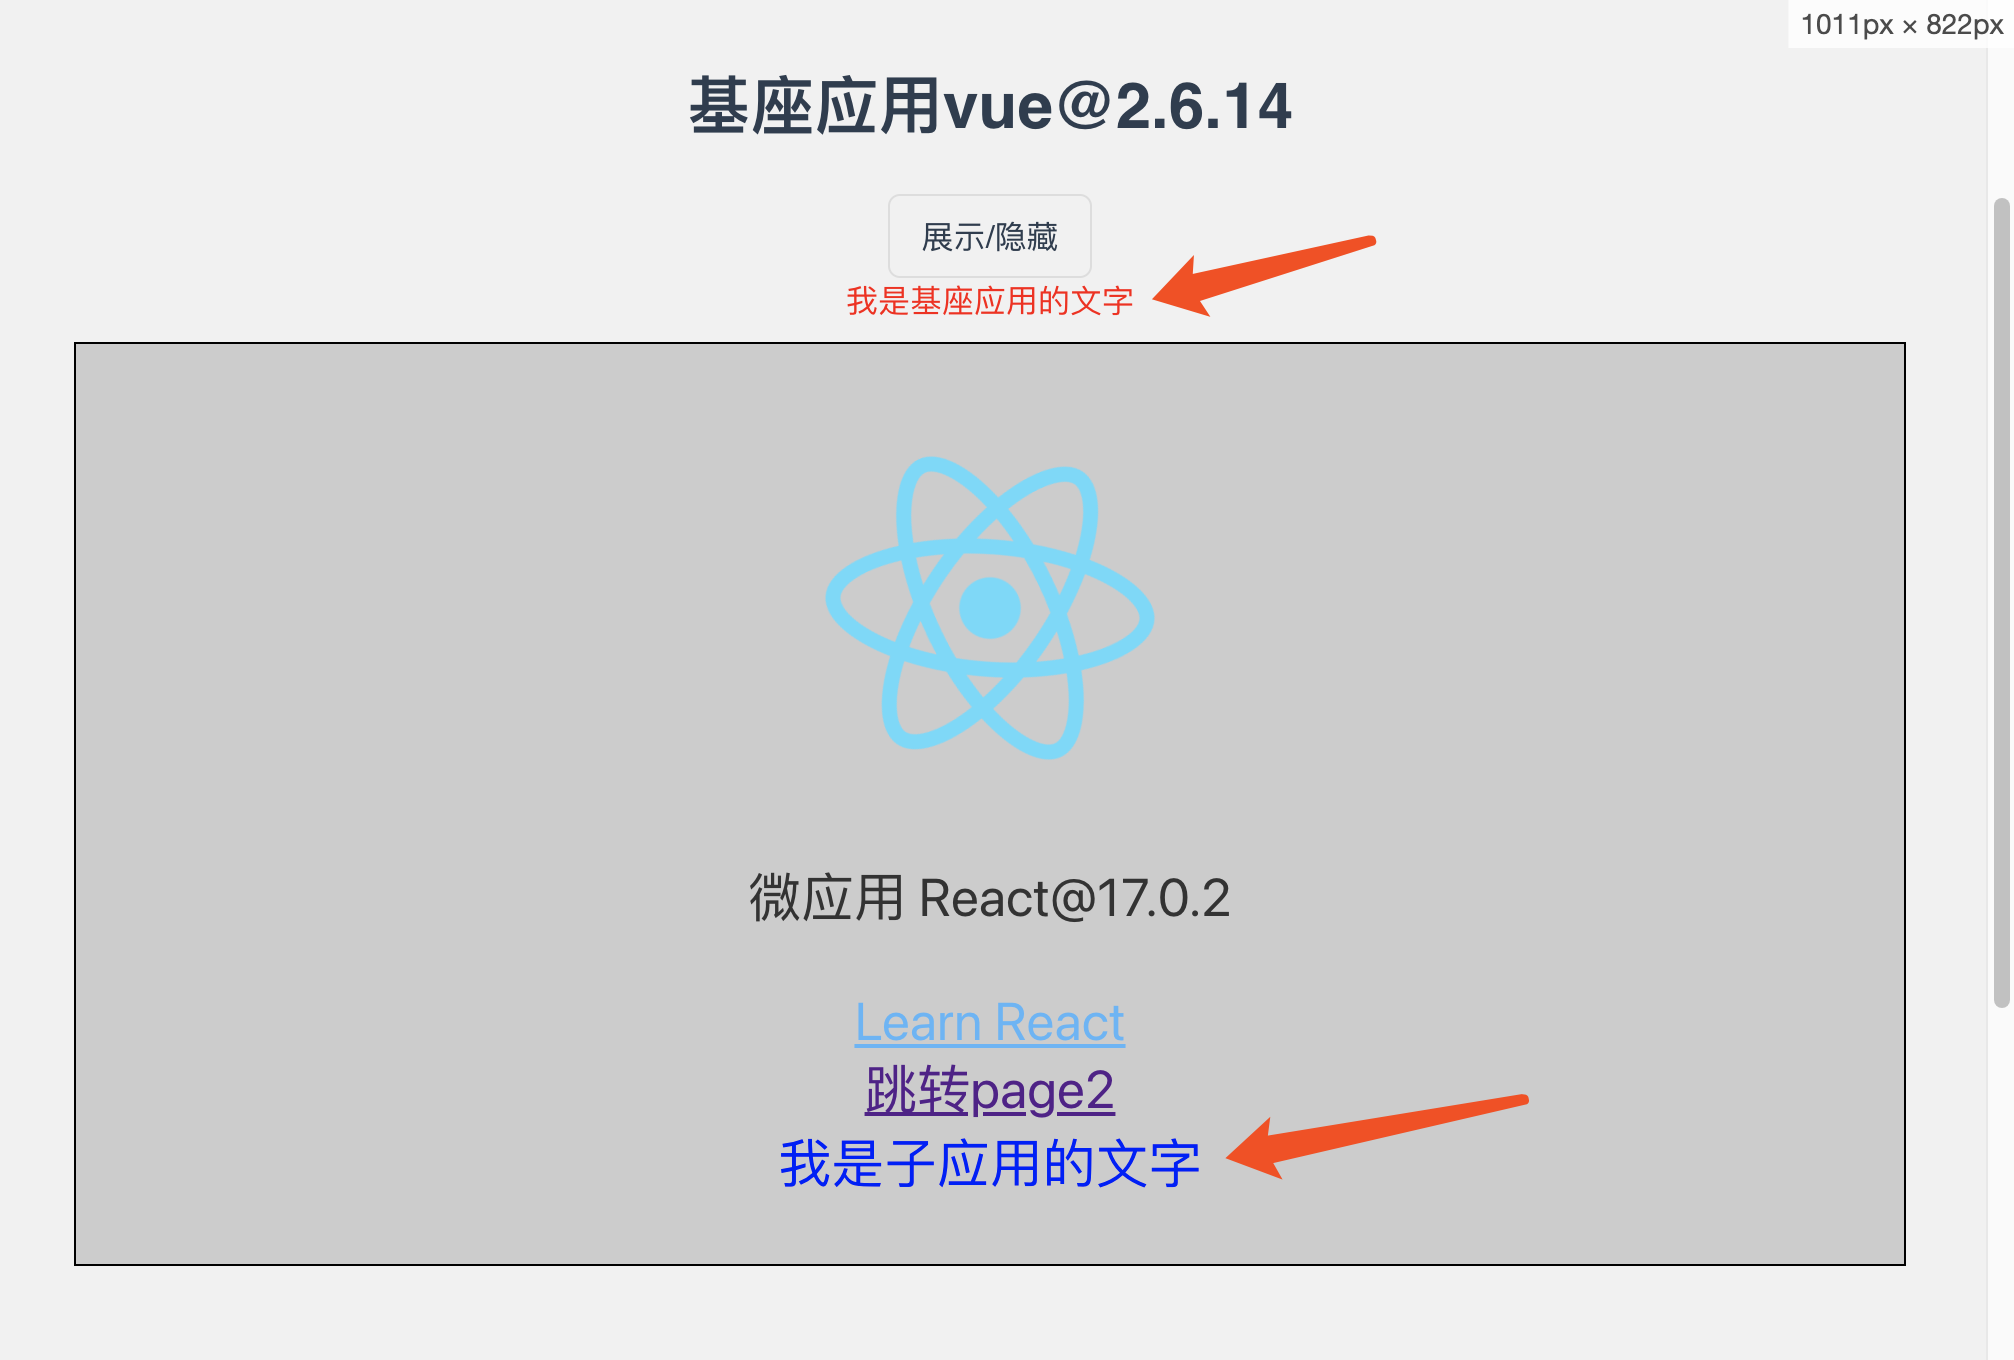 1011px × 822px
基座应用vue@2.6.14
展示/隐藏
我是基座应用的文字
微应用 React@17.0.2
Learn React
跳转page2
我是子应用的文字